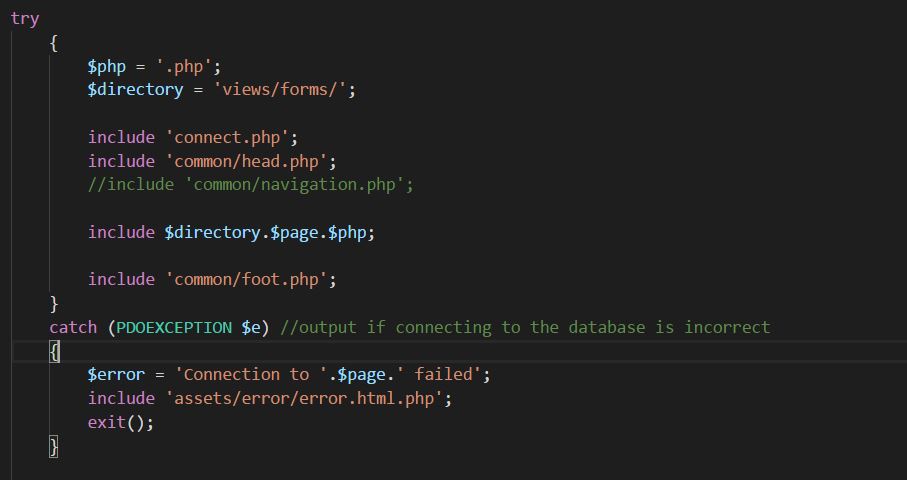 try
{
$php = '.php';
$directory = 'views/forms/';
include 'connect.php';
include 'common/head.php';
//include 'common/navigation.php';
include $directory.$page.$php;
include 'common/foot.php';
}
catch (PDOEXCEPTION $e) //output if connecting to the database is incorrect
{
$error = 'Connection to '.$page.' failed';
include 'assets/error/error.html.php';
exit();
}